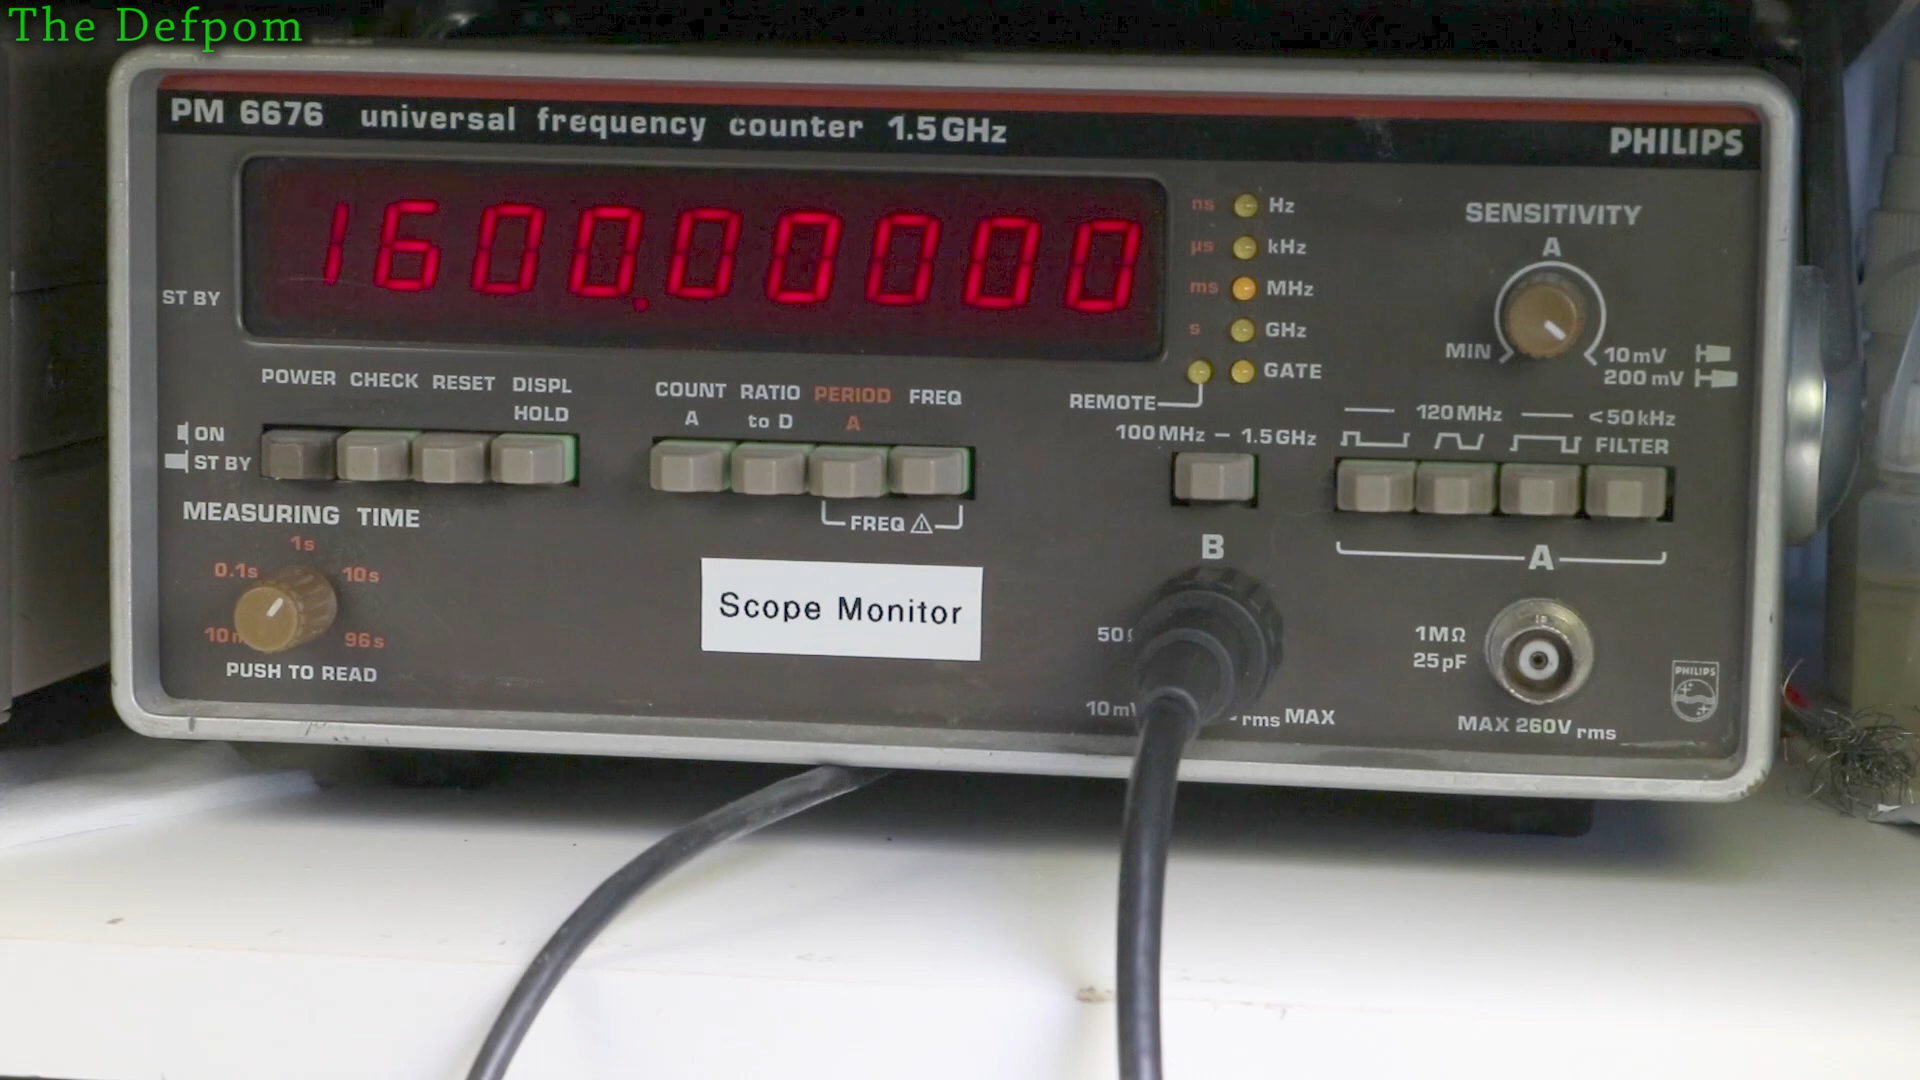 The Defpom
PM 6676 universal frequency counter 1.5GHz
PHILIPS
1600.00000
ST BY
ns Hz
µs kHz
ms MHz
s GHz
GATE
REMOTE
SENSITIVITY
A
MIN
10mV
200mV
POWER CHECK RESET DISPL HOLD
ON
ST BY
COUNT A RATIO to D PERIOD A FREQ
FREQ
100MHz – 1.5GHz
120MHz <50kHz
FILTER
MEASURING TIME
1s
0.1s 10s
96s
PUSH TO READ
Scope Monitor
B
A
50
10
rms MAX
1MΩ
25pF
MAX 260V rms
PHILIPS